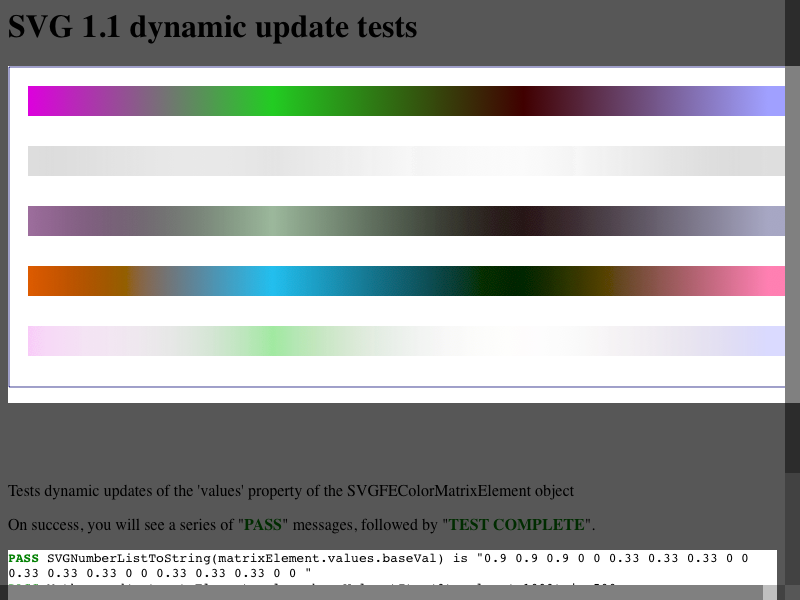 SVG 1.1 dynamic update tests
Tests dynamic updates of the 'values' property of the SVGFEColorMatrixElement object
On success, you will see a series of "PASS" messages, followed by "TEST COMPLETE".
PASS SVGNumberListToString(matrixElement.values.baseVal) is "0.9 0.9 0.9 0 0 0.33 0.33 0.33 0 0
0.33 0.33 0.33 0 0 0.33 0.33 0.33 0 0 "